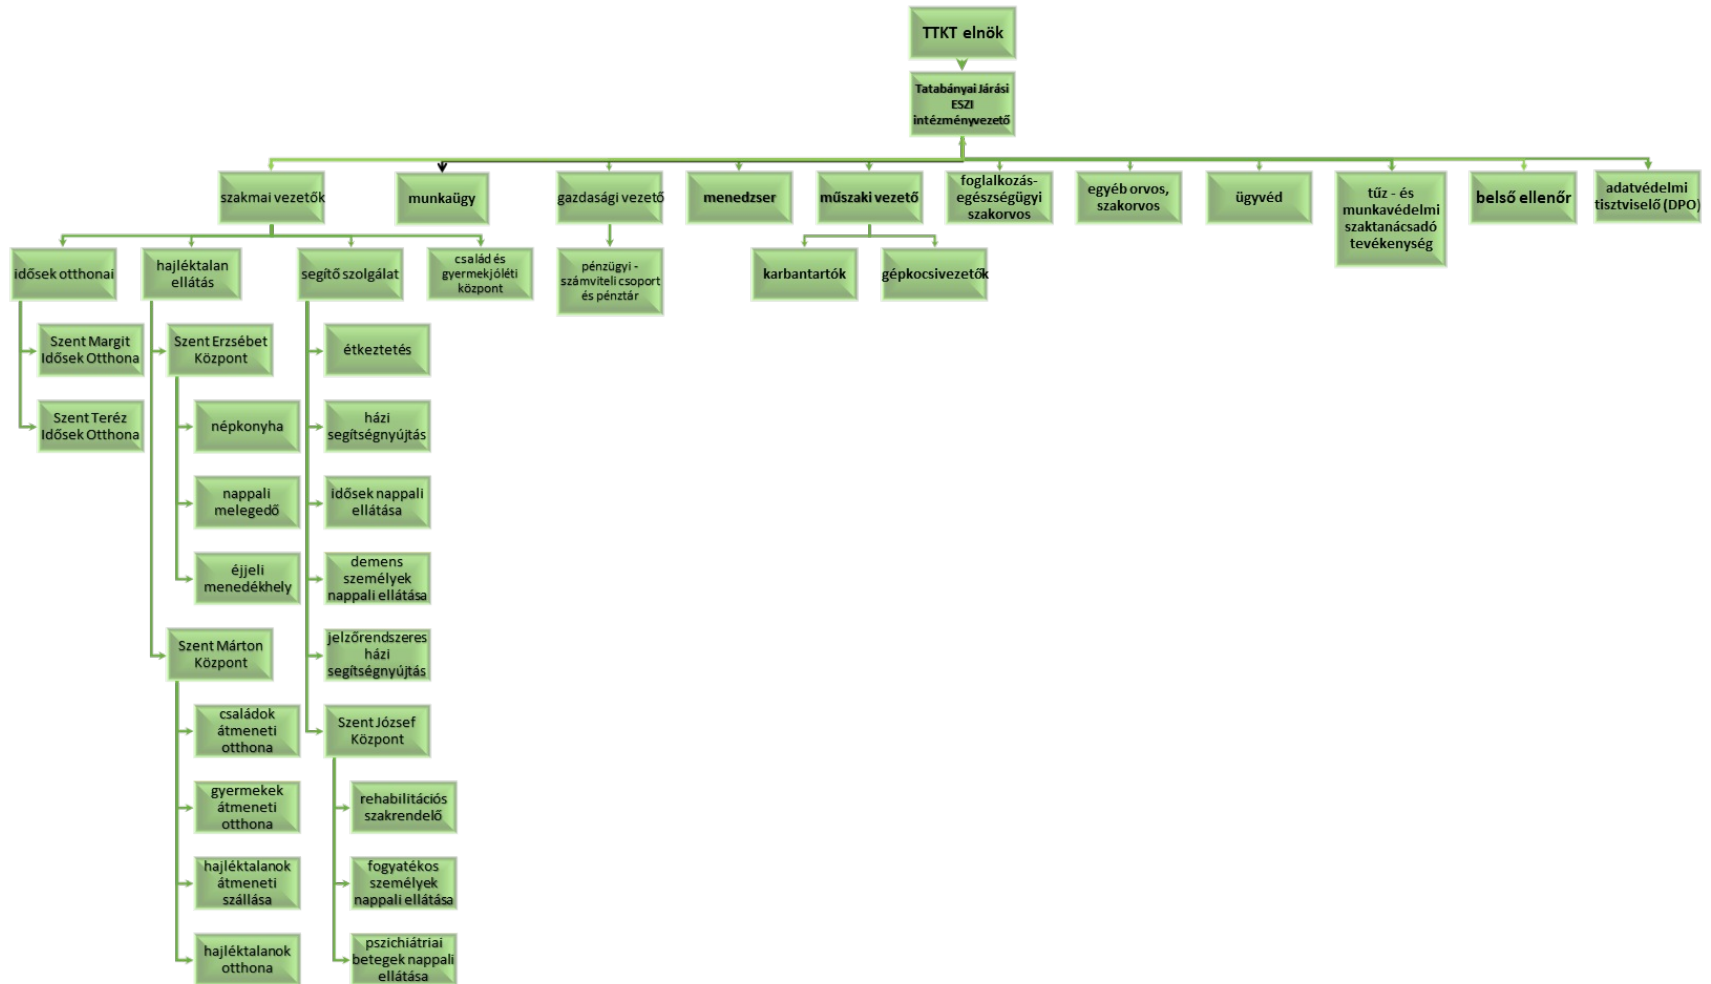 TTKT elnök
Tatabányai Járási
ESZI
intézményvezető
szakmai vezetők
munkaügy
gazdasági vezető
menedzser
műszaki vezető
foglalkozás-
egészségügyi
szakorvos
egyéb orvos,
szakorvos
ügyvéd
tűz - és
munkavédelmi
szaktanácsadó
tevékenység
belső ellenőr
adatvédelmi
tisztviselő (DPO)
idősek otthonai
hajléktalan
ellátás
segítő szolgálat
család és
gyermekjóléti
központ
pénzügyi -
számviteli csoport
és pénztár
karbantartók
gépkocsivezetők
Szent Margit
Idősek Otthona
Szent Teréz
Idősek Otthona
Szent Erzsébet
Központ
népkonyha
nappali
melegedő
éjjeli
menedékhely
Szent Márton
Központ
családok
átmeneti
otthona
gyermekek
átmeneti
otthona
hajléktalanok
átmeneti
szállása
hajléktalanok
otthona
étkeztetés
házi
segítségnyújtás
idősek nappali
ellátása
demens
személyek
nappali ellátása
jelzőrendszeres
házi
segítségnyújtás
Szent József
Központ
rehabilitációs
szakrendelő
fogyatékos
személyek
nappali ellátása
pszichiátriai
betegek nappali
ellátása